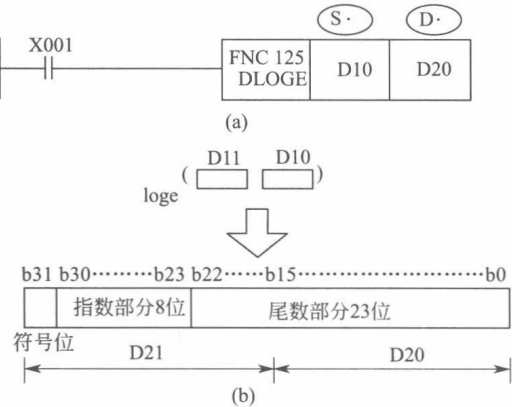 S· D·
X001
FNC 125 D10 D20
DLOGE
(a)
( D11 D10 )
loge
b31 b30………b23 b22……b15……………………b0
指数部分8位 尾数部分23位
符号位
D21 D20
(b)